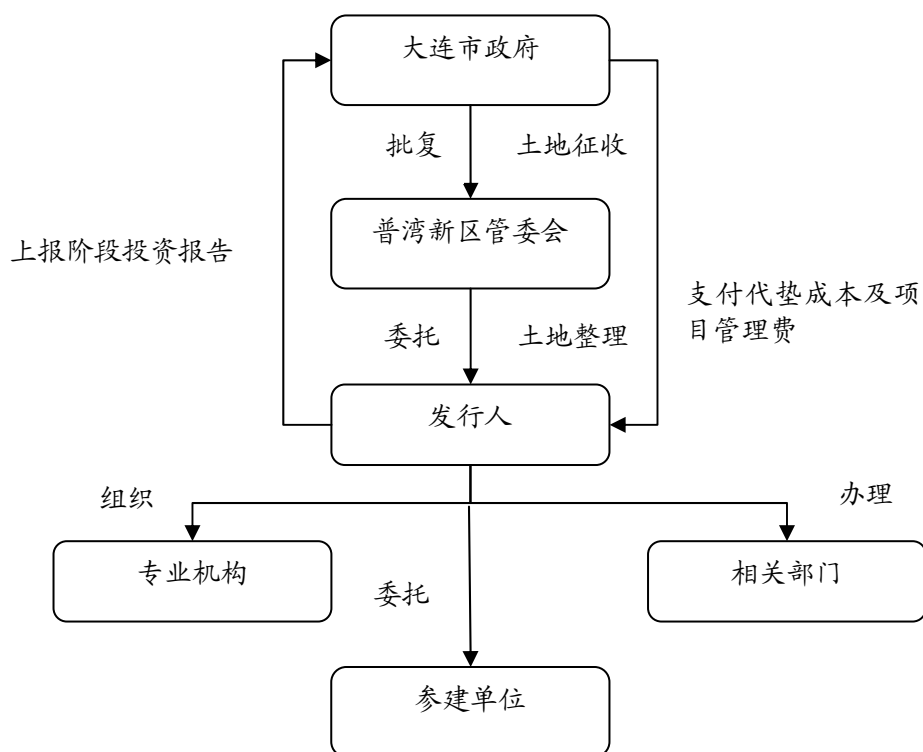 大连市政府
批复
土地征收
普湾新区管委会
上报阶段投资报告
支付代垫成本及项
目管理费
委托
土地整理
发行人
组织
办理
专业机构
委托
相关部门
参建单位